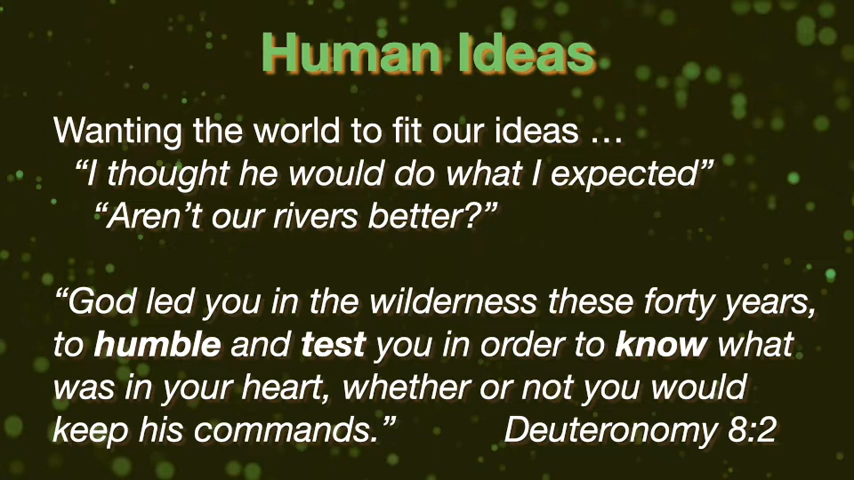 Human Ideas
Wanting the world to fit our ideas …
“I thought he would do what I expected”
“Aren’t our rivers better?”
“God led you in the wilderness these forty years,
to humble and test you in order to know what
was in your heart, whether or not you would
keep his commands.” Deuteronomy 8:2